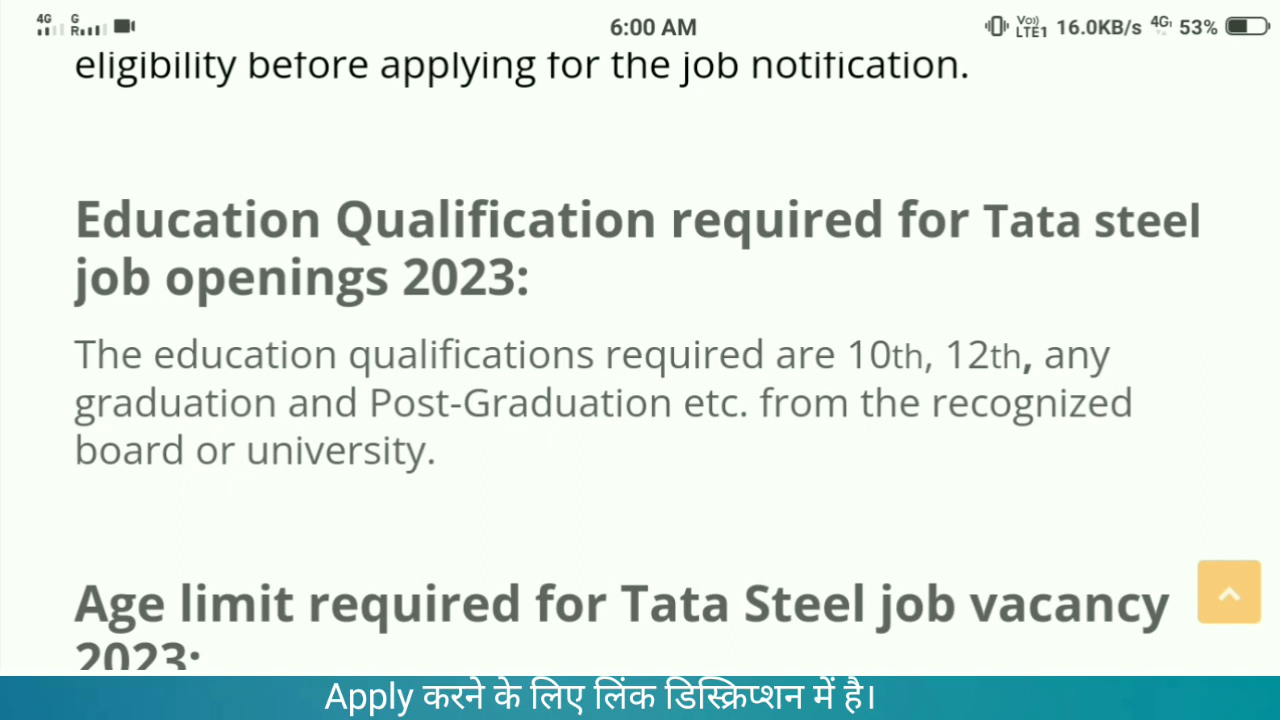 4G G R 6:00 AM Vo) LTE1 16.0KB/s 4G 53%
eligibility before applying for the job notification.
Education Qualification required for Tata steel
job openings 2023:
The education qualifications required are 10th, 12th, any
graduation and Post-Graduation etc. from the recognized
board or university.
Age limit required for Tata Steel job vacancy
2023:
Apply करने के लिए लिंक डिस्क्रिप्शन में है।